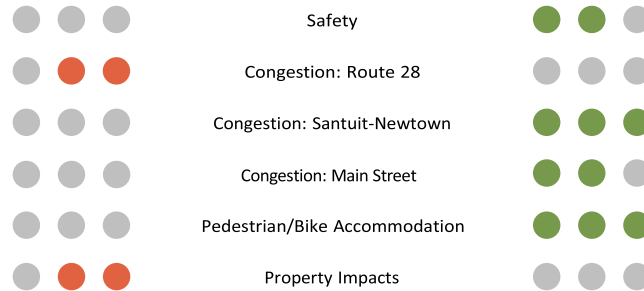 Safety
Congestion: Route 28
Congestion: Santuit-Newtown
Congestion: Main Street
Pedestrian/Bike Accommodation
Property Impacts